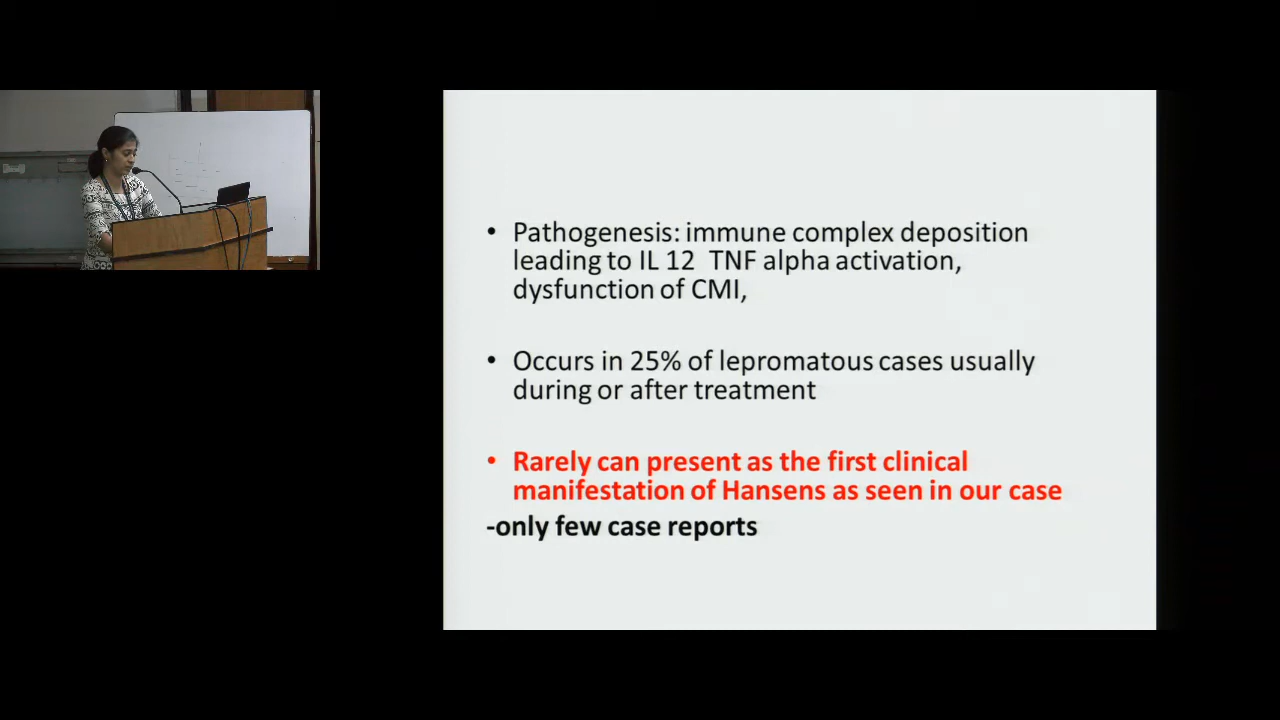 • Pathogenesis: immune complex deposition
leading to IL 12 TNF alpha activation,
dysfunction of CMI,
• Occurs in 25% of lepromatous cases usually
during or after treatment
• Rarely can present as the first clinical
manifestation of Hansens as seen in our case
-only few case reports